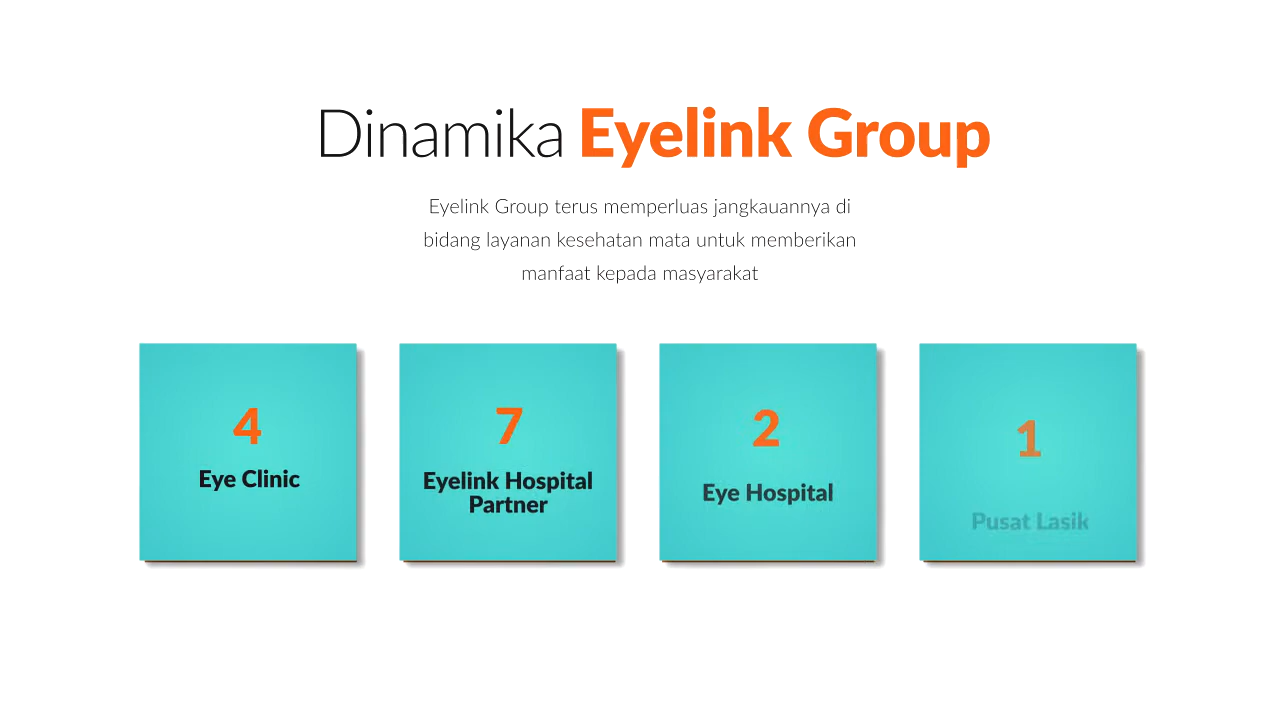 Dinamika Eyelink Group
Eyelink Group terus memperluas jangkauannya di
bidang layanan kesehatan mata untuk memberikan
manfaat kepada masyarakat
4
Eye Clinic
7
Eyelink Hospital
Partner
2
Eye Hospital
1
Pusat Lasik